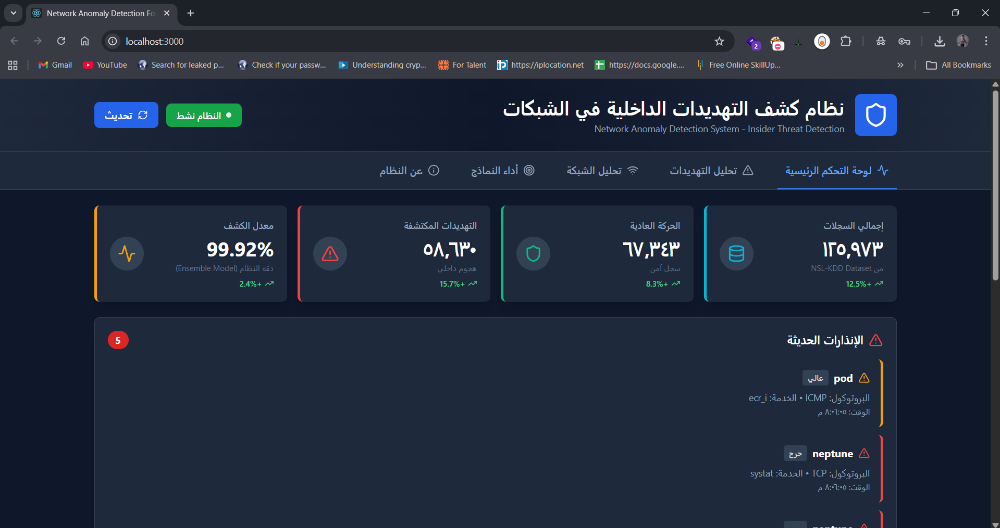 Network Anomaly Detection Fo
localhost:3000
2
Gmail
YouTube
Search for leaked p...
Check if your passw...
Understanding cryp...
For Talent
https://iplocation.net
https://docs.google....
Free Online SkillUp...
All Bookmarks
نظام كشف التهديدات الداخلية في الشبكات
Network Anomaly Detection System - Insider Threat Detection
النظام نشط
تحديث
لوحة التحكم الرئيسية
تحليل التهديدات
تحليل الشبكة
أداء النماذج
عن النظام
إجمالي السجلات
١٢٥,٩٧٣
من NSL-KDD Dataset
12.5%+
الحركة العادية
٦٧,٣٤٣
سجل آمن
8.3%+
التهديدات المكتشفة
٥٨,٦٣٠
هجوم داخلي
15.7%+
معدل الكشف
99.92%
دقة النظام (Ensemble Model)
2.4%+
الإنذارات الحديثة
5
pod عالي
البروتوكول: ICMP • الخدمة: ecr_i
الوقت: ٨:٠٦:٠٥ م
neptune حرج
البروتوكول: TCP • الخدمة: systat
الوقت: ٨:٠٦:٠٥ م
neptune